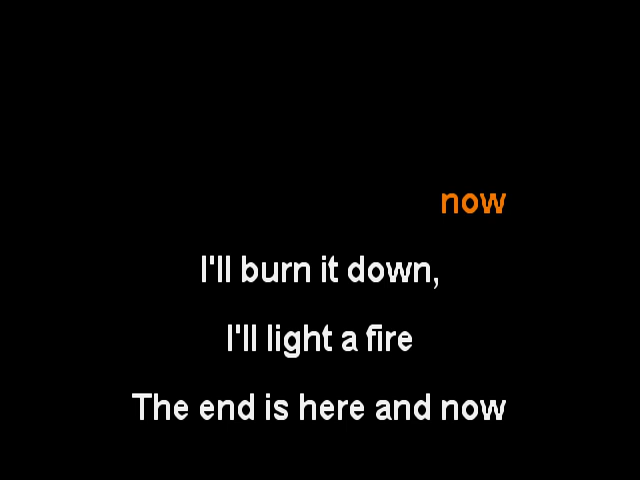 now
I'll burn it down,
I'll light a fire
The end is here and now